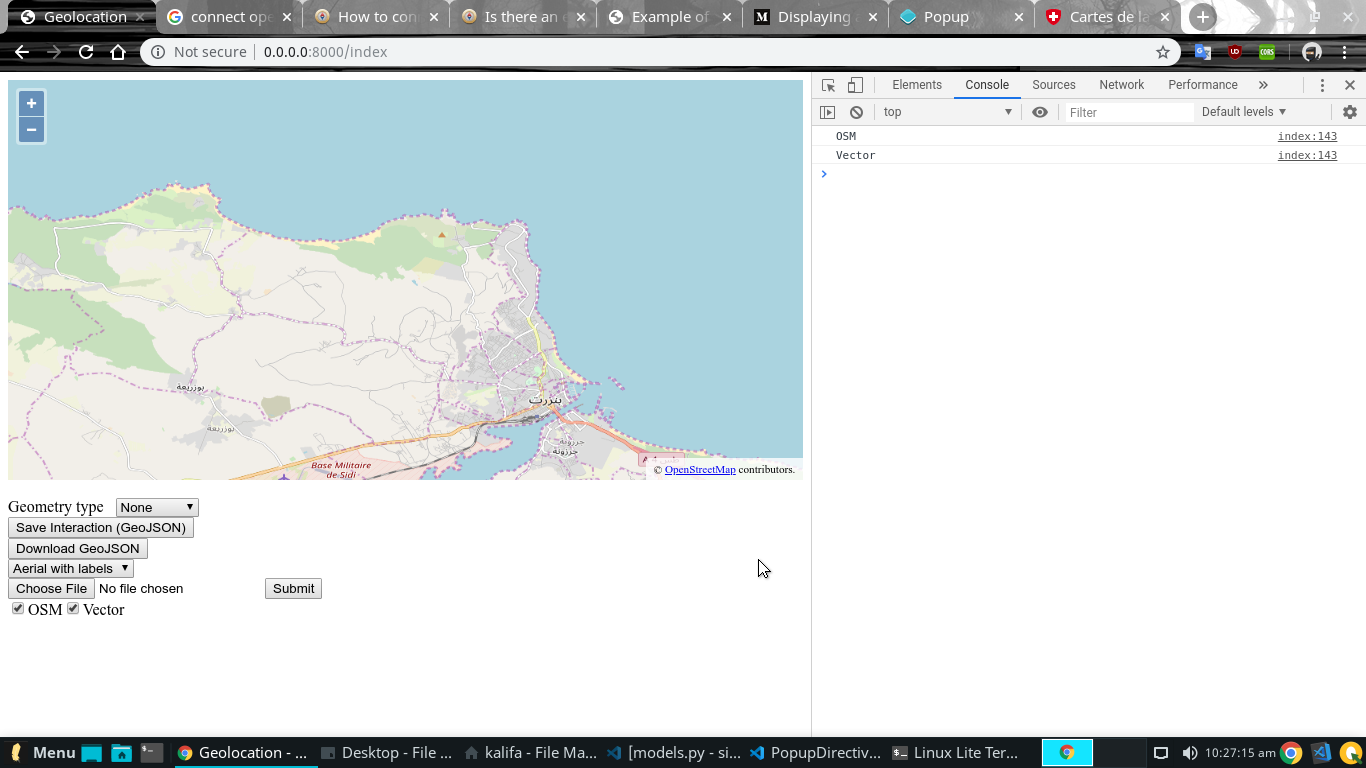 Geolocation
connect ope
How to con
Is there an e
Example of
Displaying
Popup
Cartes de la
Not secure
0.0.0.0:8000/index
+
−
بوزريعة
بوزريعة
بنزرت
جرزونة
جرزونة
Base Militaire
de Sidi
© OpenStreetMap contributors.
Geometry type None
Save Interaction (GeoJSON)
Download GeoJSON
Aerial with labels
Choose File No file chosen Submit
OSM Vector
Elements Console Sources Network Performance »
top Filter Default levels
OSM index:143
Vector index:143
Menu
Geolocation - ...
Desktop - File ...
kalifa - File Ma...
[models.py - si...
PopupDirectiv...
Linux Lite Ter...
10:27:15 am